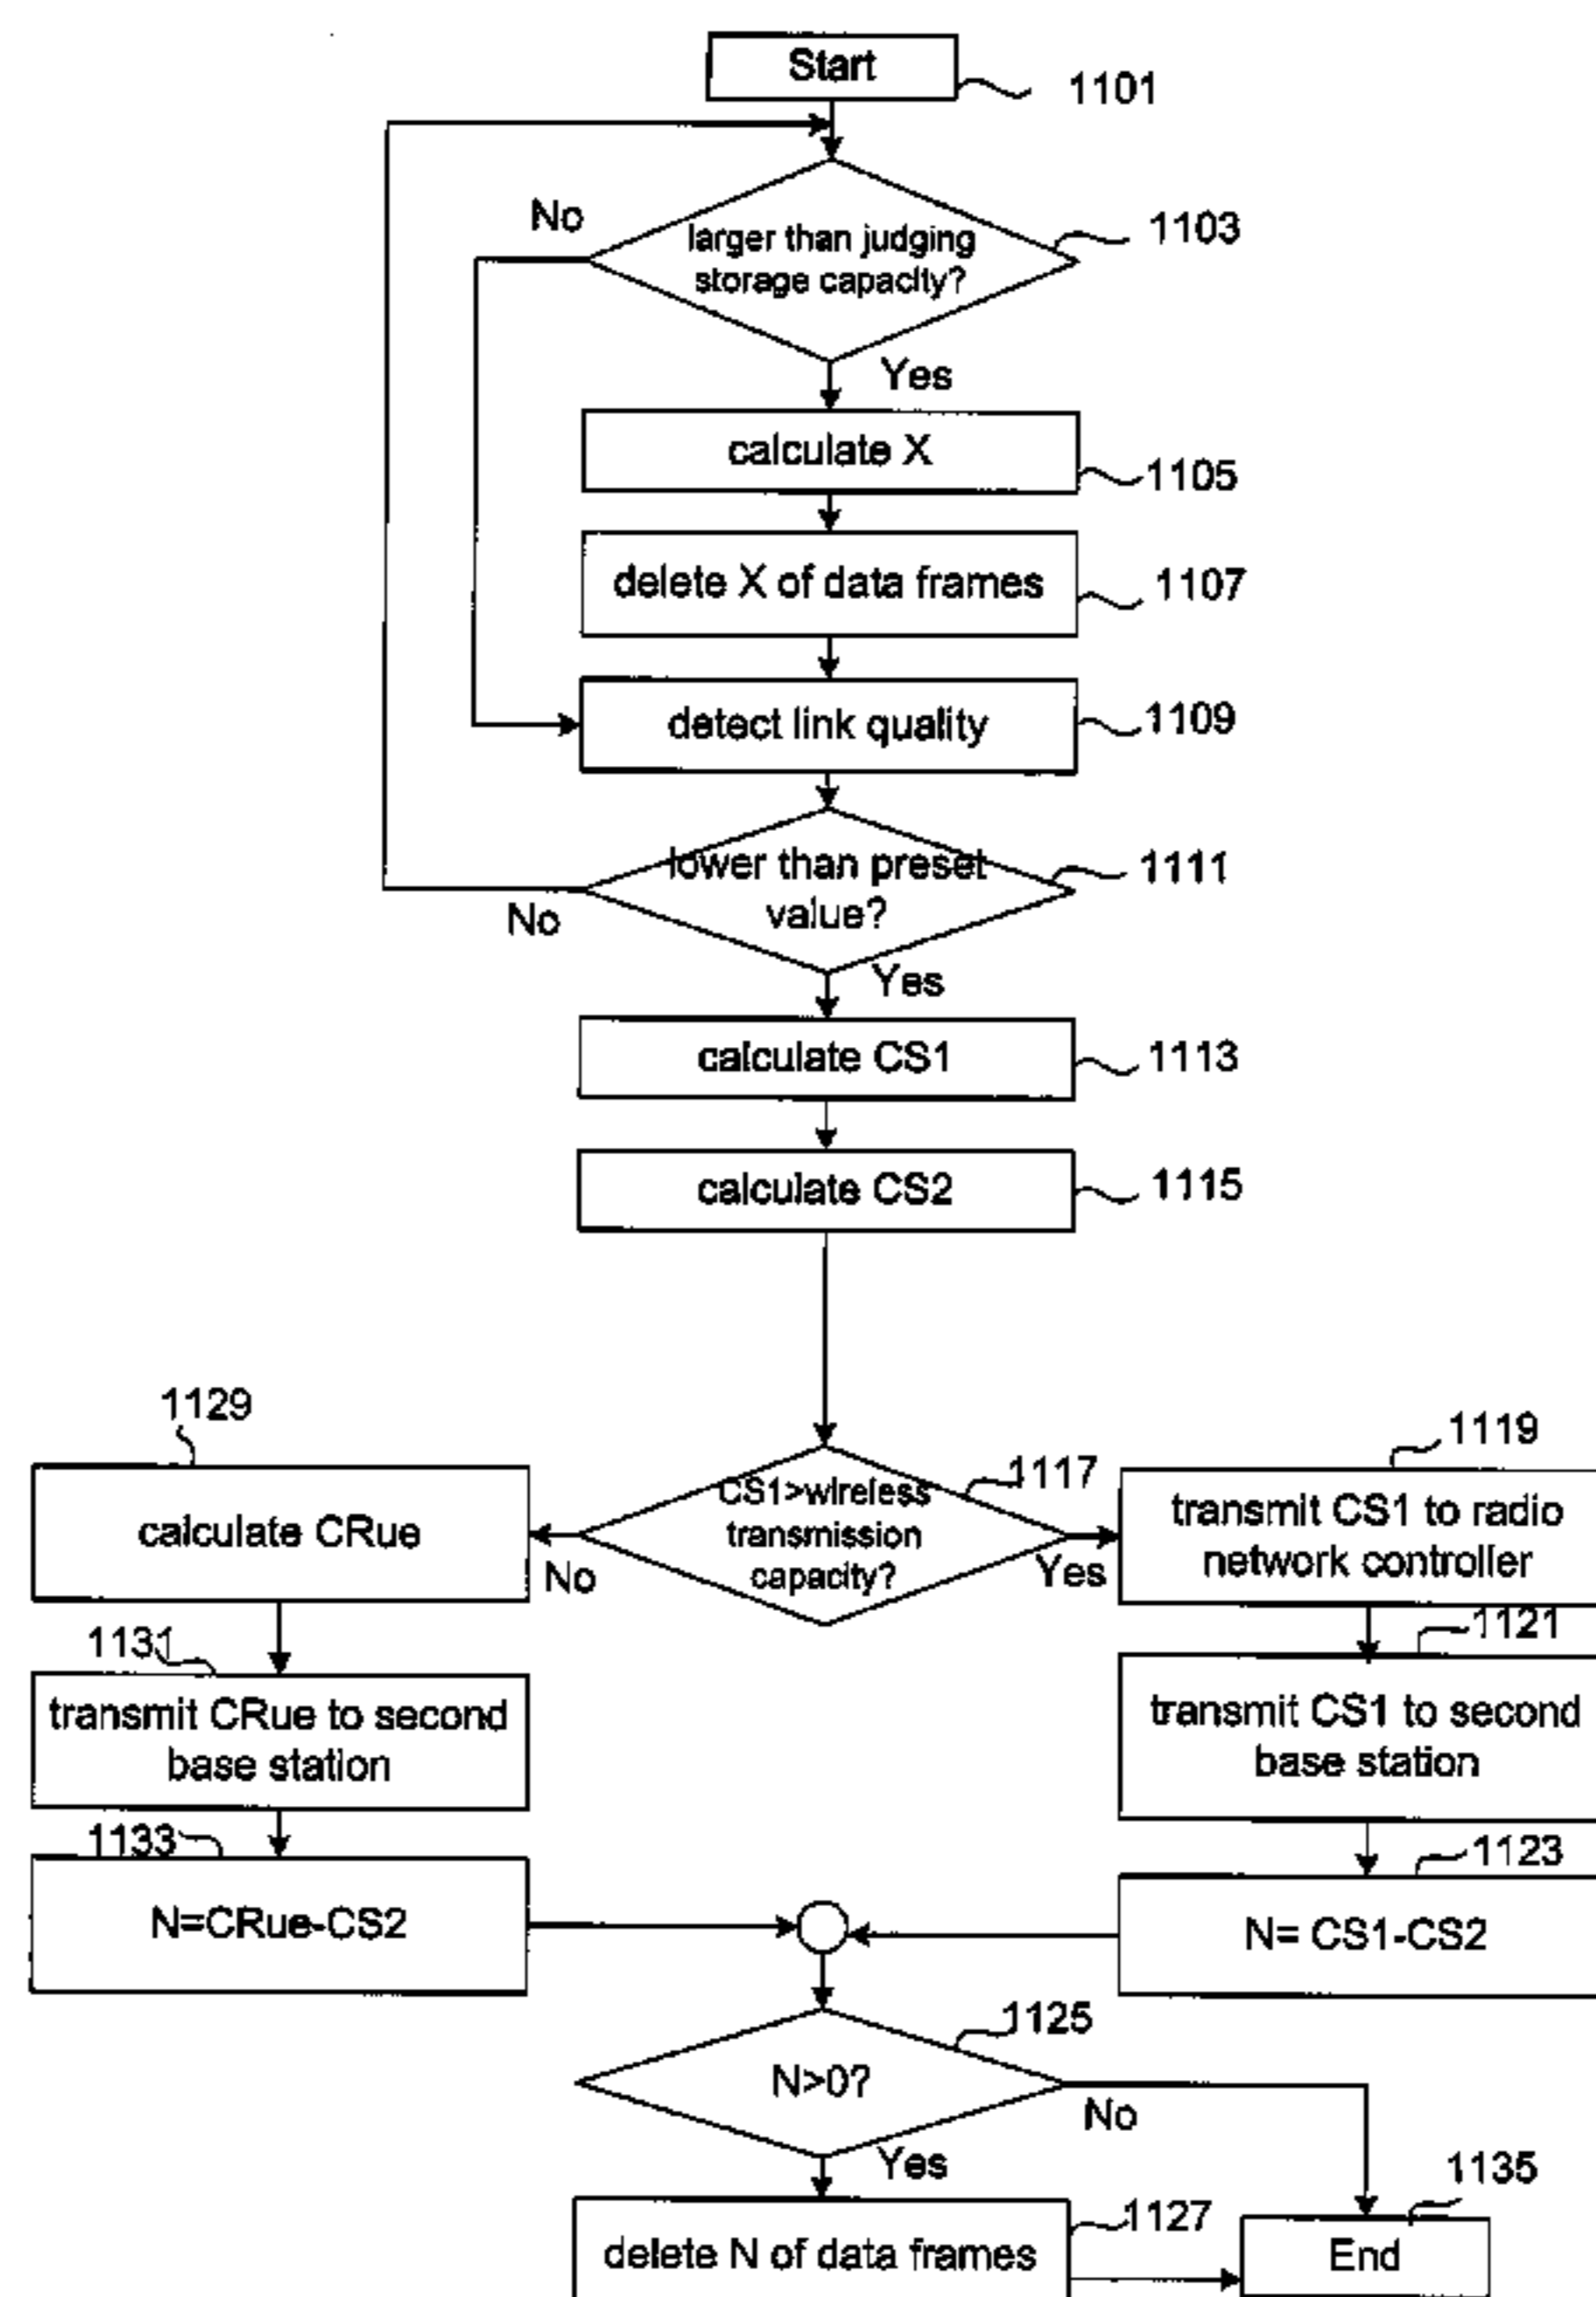 Start
1101
No
larger than judging
storage capacity?
1103
Yes
calculate X
1105
delete X of data frames
1107
detect link quality
1109
lower than preset
value?
1111
No
Yes
calculate CS1
1113
calculate CS2
1115
1129
calculate CRue
CS1>wireless
transmission
capacity?
1117
No
Yes
1119
transmit CS1 to radio
network controller
1131
transmit CRue to second
base station
1121
transmit CS1 to second
base station
1133
N=CRue-CS2
1123
N= CS1-CS2
1125
N>0?
No
Yes
1135
delete N of data frames
1127
End